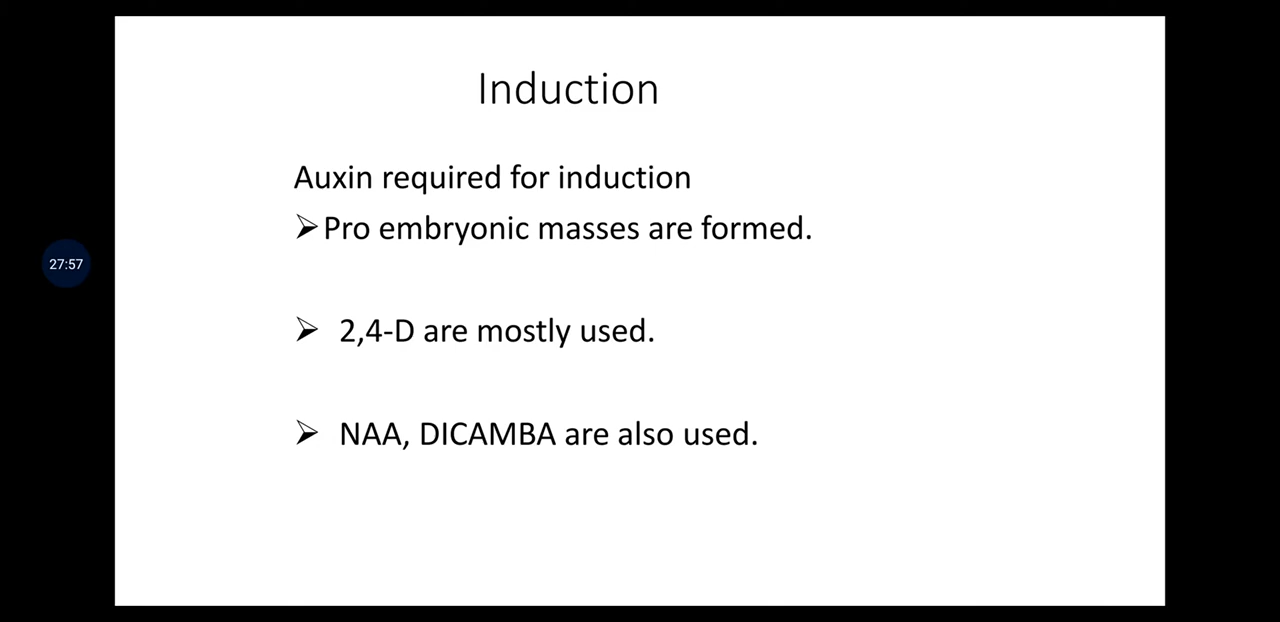 Induction
Auxin required for induction
➢Pro embryonic masses are formed.
27:57
➢ 2,4-D are mostly used.
➢ NAA, DICAMBA are also used.